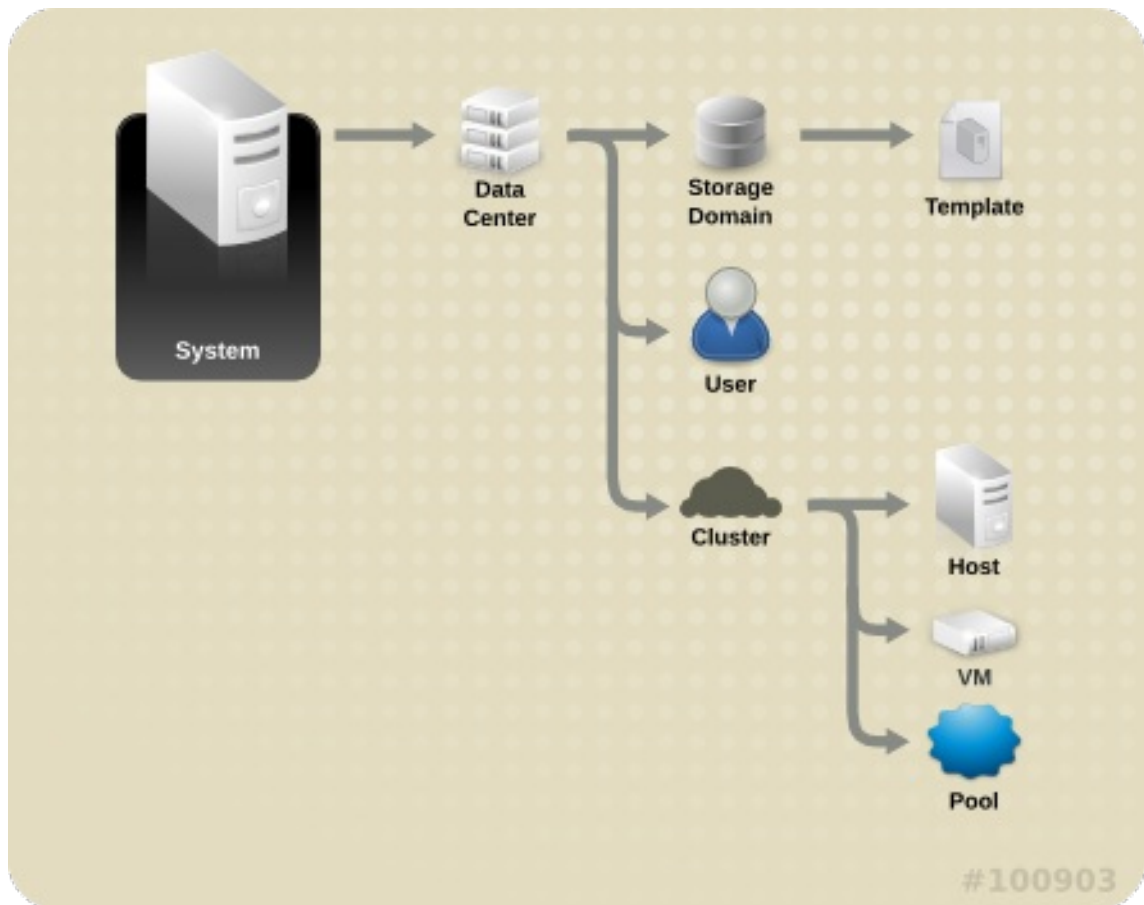 System
Data
Center
Storage
Domain
Template
User
Cluster
Host
VM
Pool
#100903